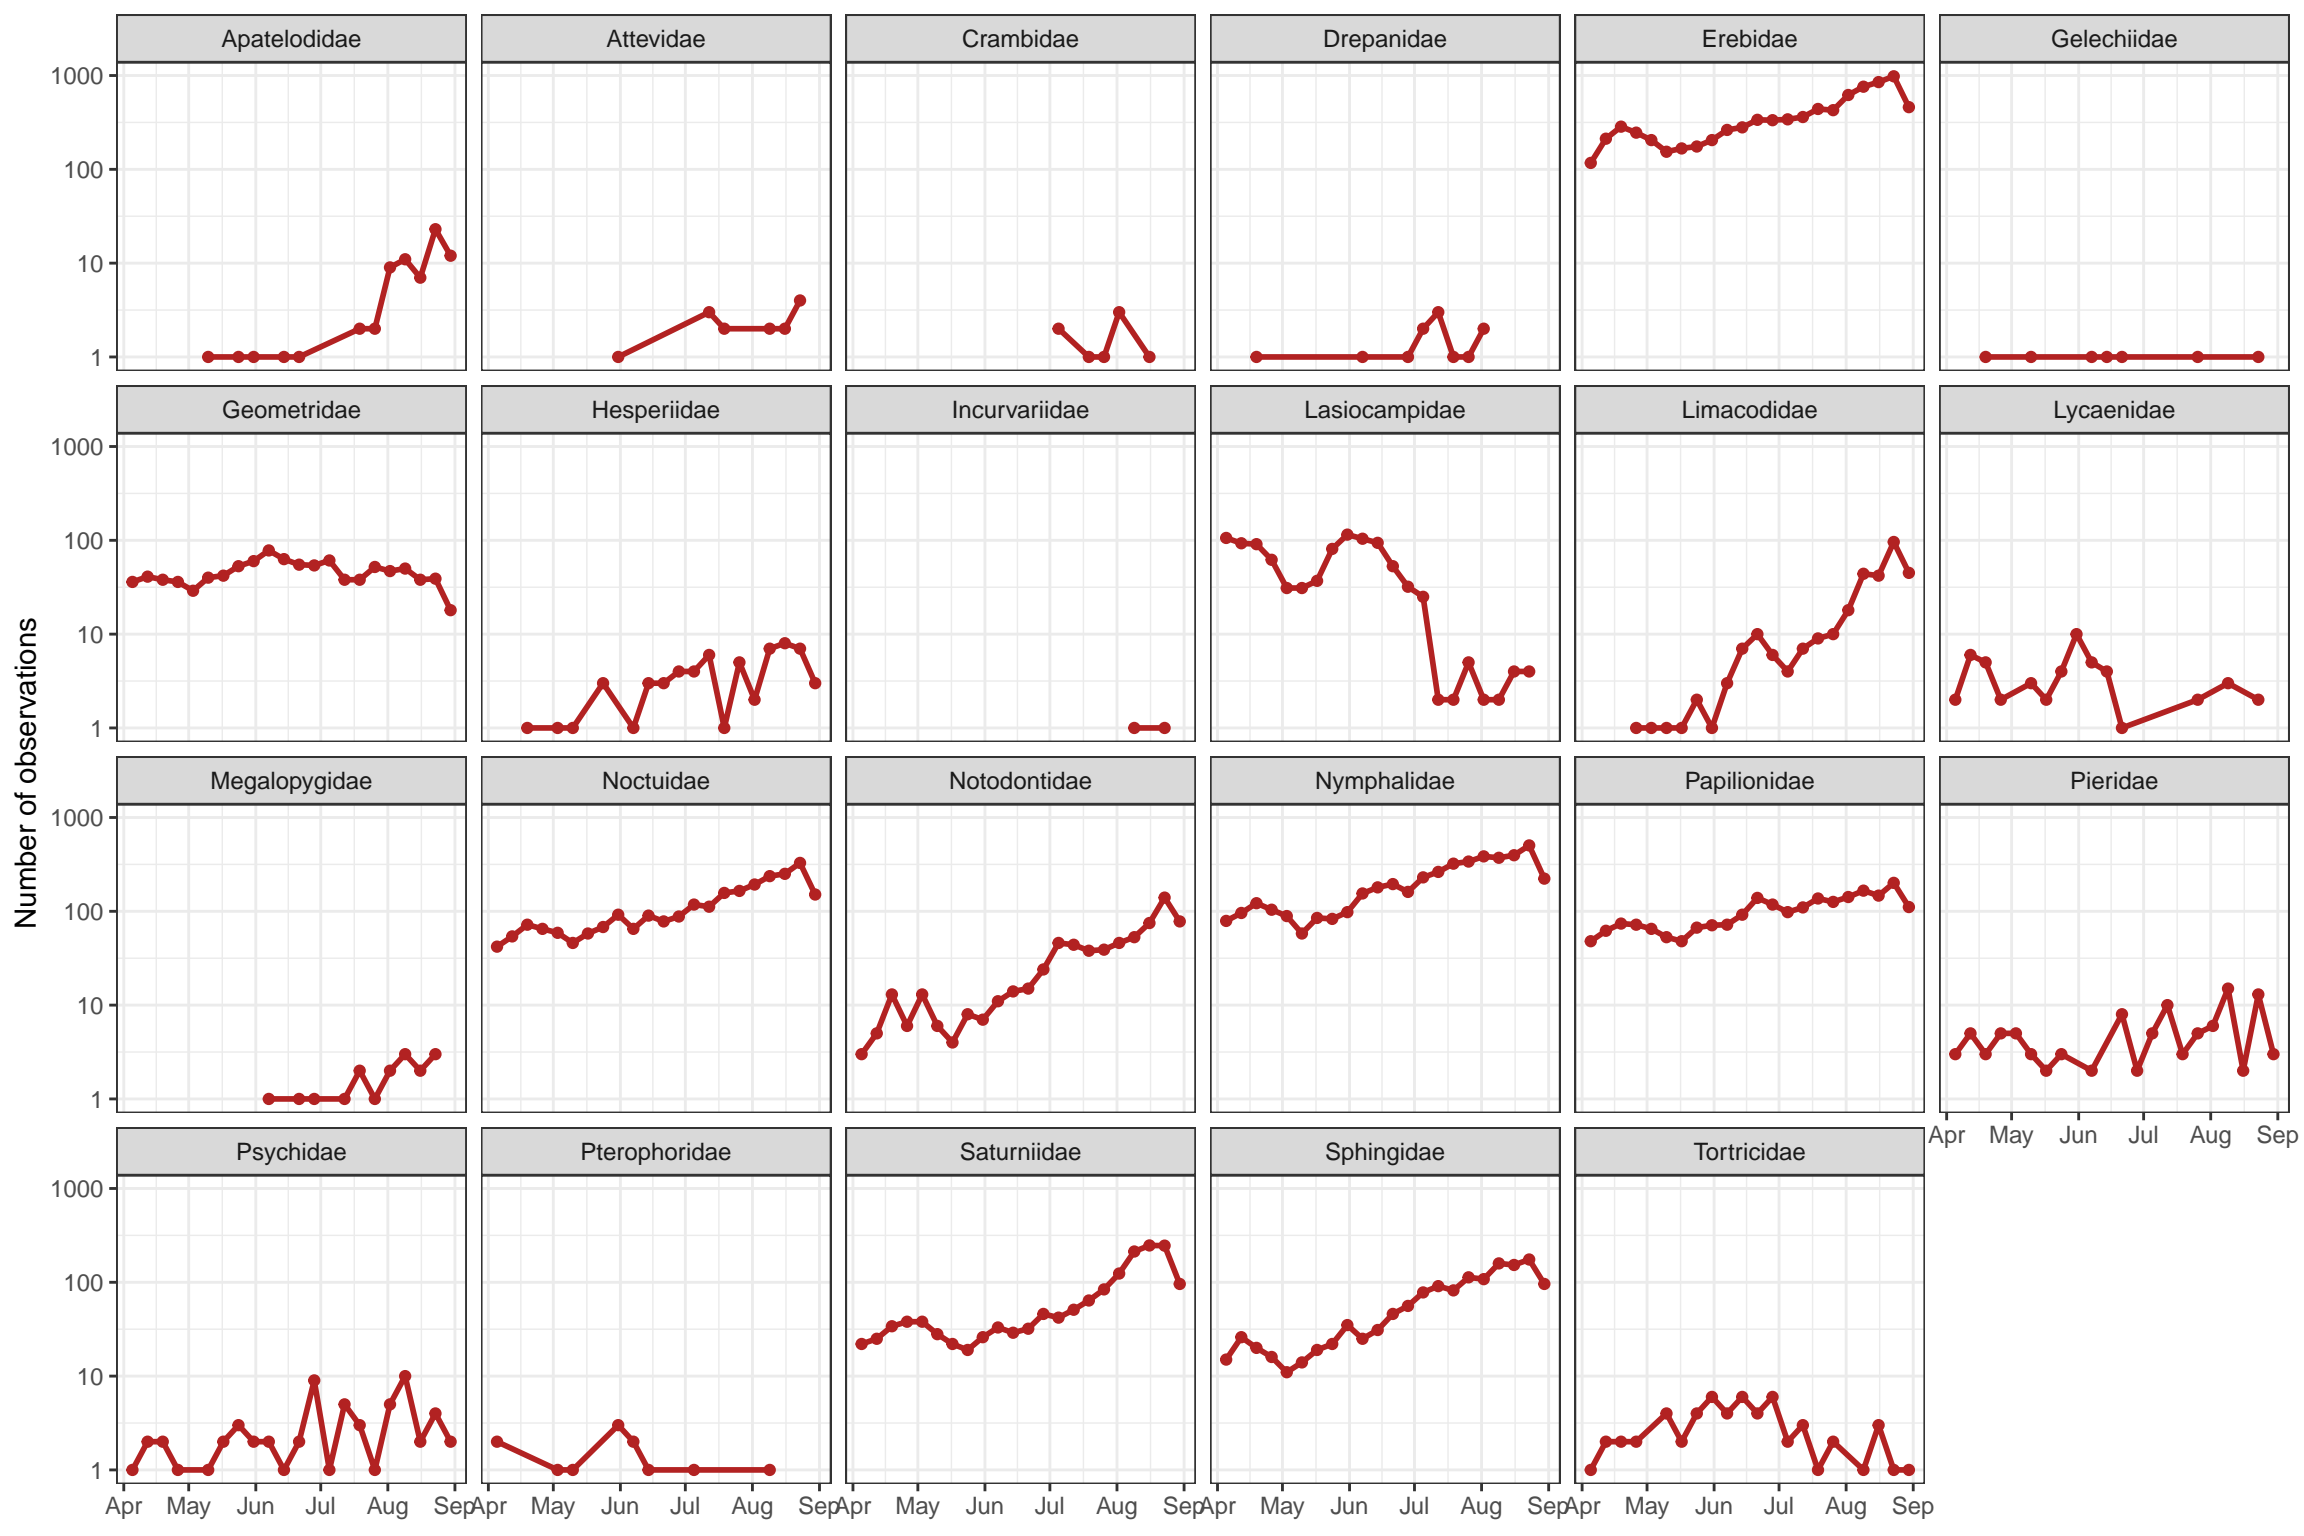 Apatelodidae Attevidae Crambidae Drepanidae Erebidae Gelechiidae
1000
100
10
1
Geometridae Hesperiidae Incurvariidae Lasiocampidae Limacodidae Lycaenidae
1000
100
10
1
Number of observations
Megalopygidae Noctuidae Notodontidae Nymphalidae Papilionidae Pieridae
1000
100
10
1
Apr May Jun Jul Aug Sep
Psychidae Pterophoridae Saturniidae Sphingidae Tortricidae
1000
100
10
1
Apr May Jun Jul Aug Sep Apr May Jun Jul Aug Sep Apr May Jun Jul Aug Sep Apr May Jun Jul Aug Sep Apr May Jun Jul Aug Sep